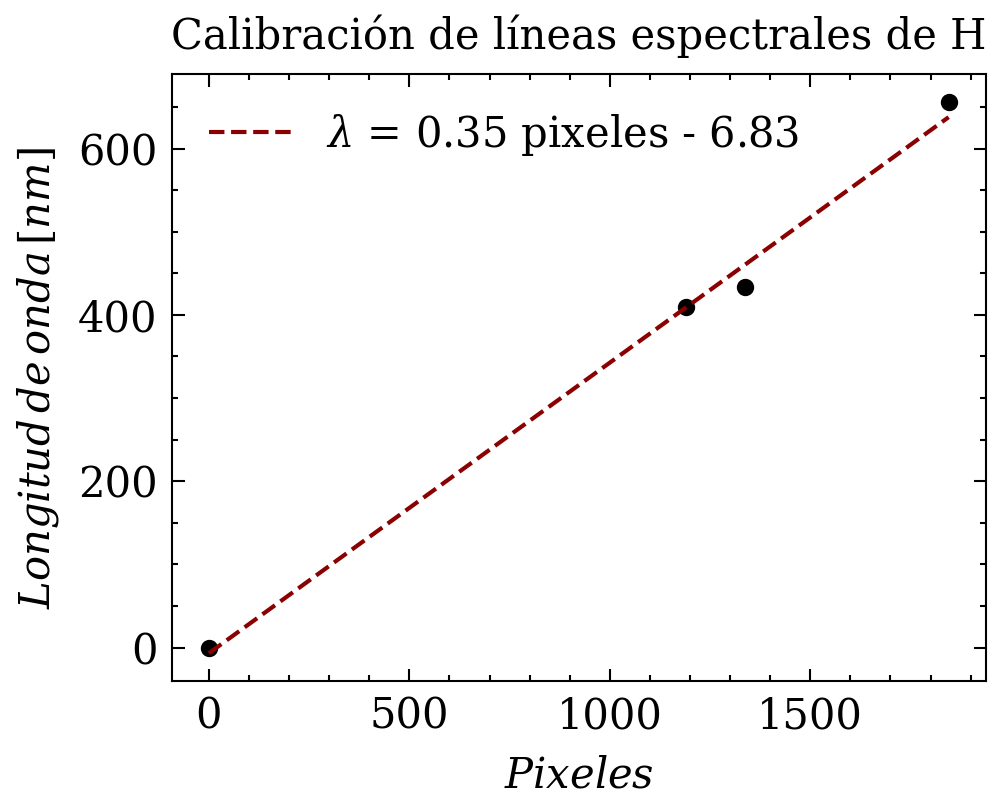 Calibración de líneas espectrales de H
λ = 0.35 pixeles - 6.83
Longitud de onda [nm]
600
400
200
0
0 500 1000 1500
Pixeles